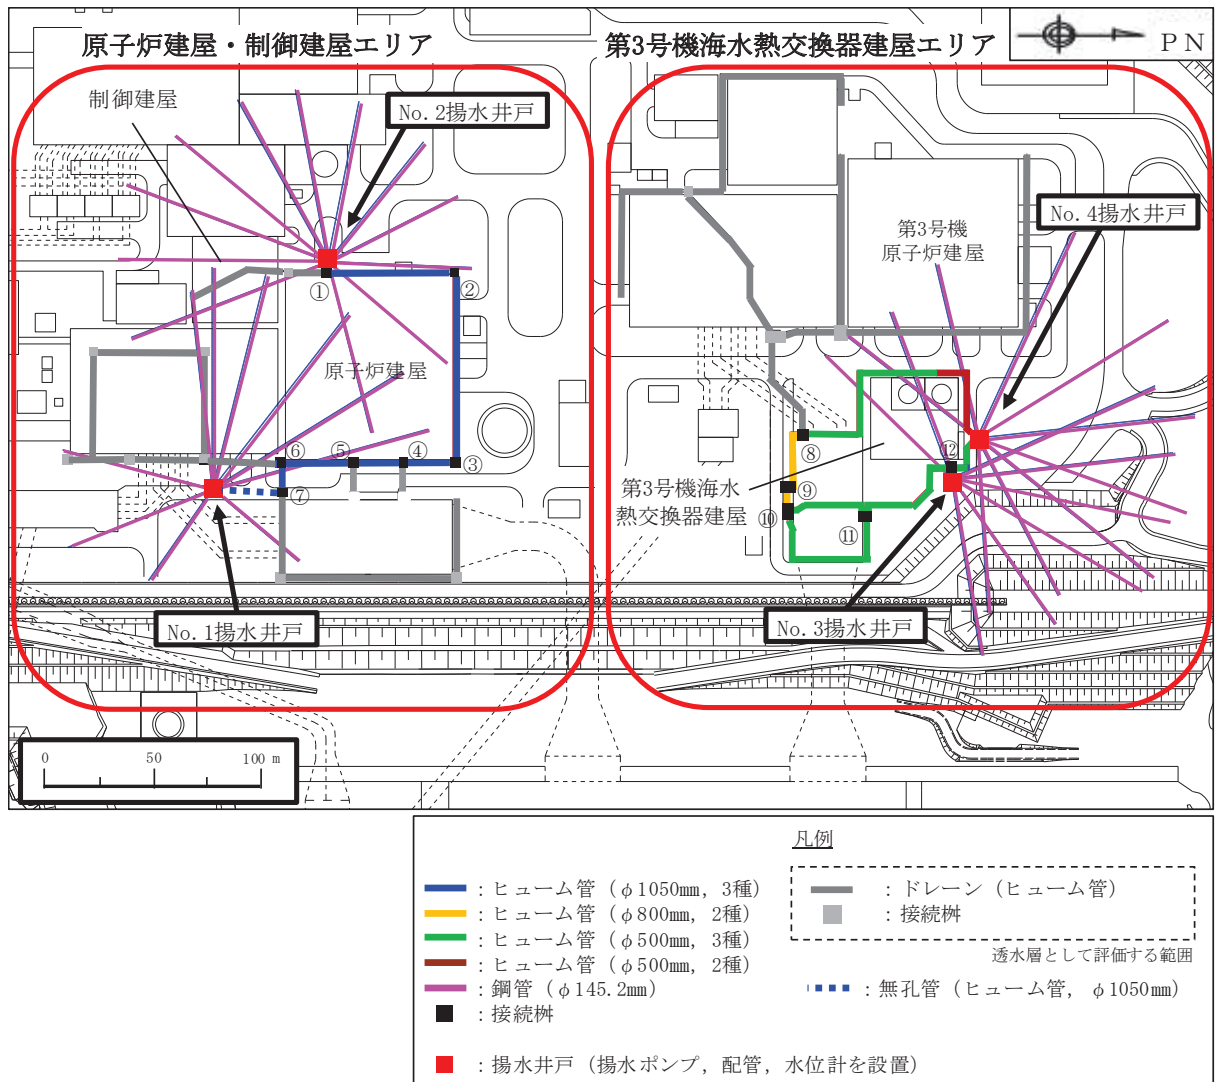 原子炉建屋・制御建屋エリア
第3号機海水熱交換器建屋エリア
PN
制御建屋
No.2揚水井戸
No.4揚水井戸
第3号機
原子炉建屋
①
②
原子炉建屋
⑥
⑤
④
③
⑦
⑧
⑫
⑨
第3号機海水
熱交換器建屋
⑩
⑪
No.1揚水井戸
No.3揚水井戸
0 50 100 m
凡例
：ヒューム管（φ1050mm，3種）
：ヒューム管（φ800mm，2種）
：ヒューム管（φ500mm，3種）
：ヒューム管（φ500mm，2種）
：鋼管（φ145.2mm）
：接続桝
：揚水井戸（揚水ポンプ，配管，水位計を設置）
：ドレーン（ヒューム管）
：接続桝
透水層として評価する範囲
：無孔管（ヒューム管，φ1050mm）